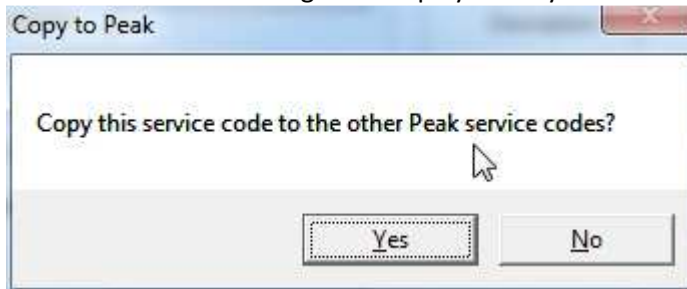 Copy to Peak
Copy this service code to the other Peak service codes?
Yes
No